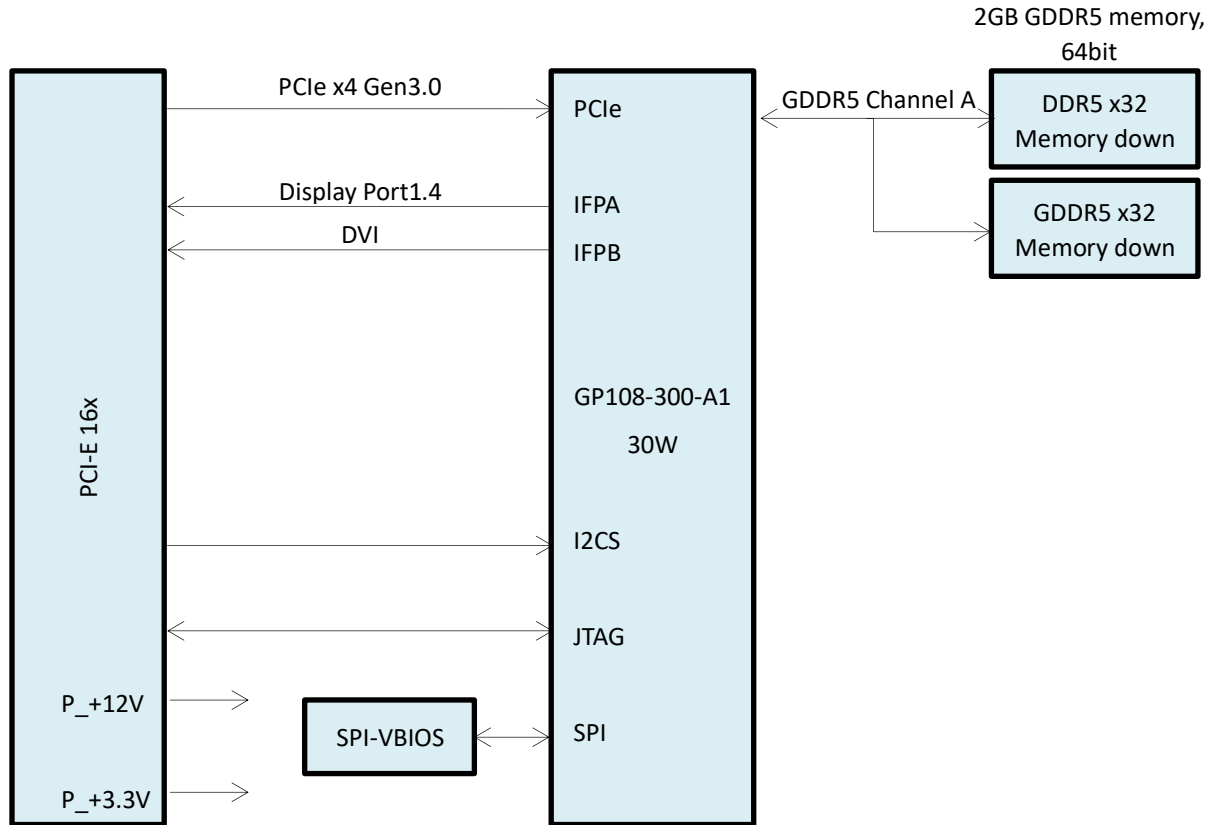 2GB GDDR5 memory,
64bit
PCIe x4 Gen3.0
PCIe
GDDR5 Channel A
DDR5 x32
Memory down
Display Port1.4
IFPA
GDDR5 x32
Memory down
DVI
IFPB
PCI-E 16x
GP108-300-A1
30W
I2CS
JTAG
P_+12V
SPI-VBIOS
SPI
P_+3.3V